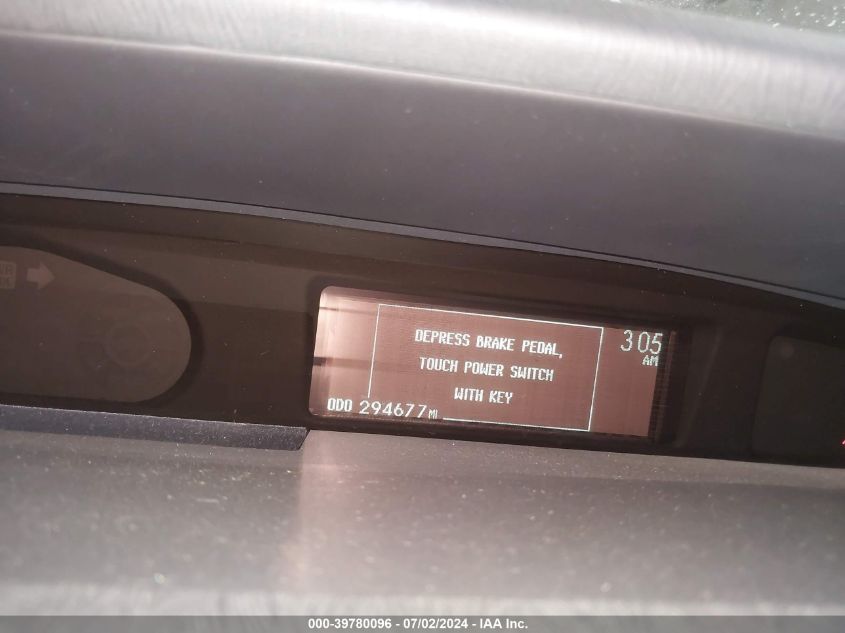 DEPRESS BRAKE PEDAL,
TOUCH POWER SWITCH
WITH KEY
3:05
AM
ODO 294677 MI
000-39780096 - 07/02/2024 - IAA Inc.